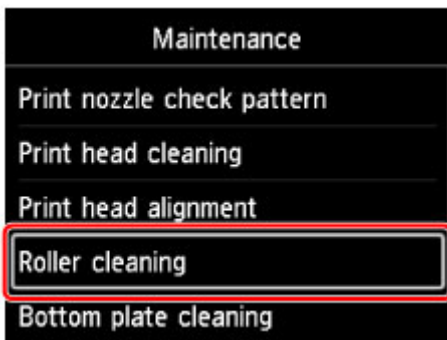 Maintenance
Print nozzle check pattern
Print head cleaning
Print head alignment
Roller cleaning
Bottom plate cleaning